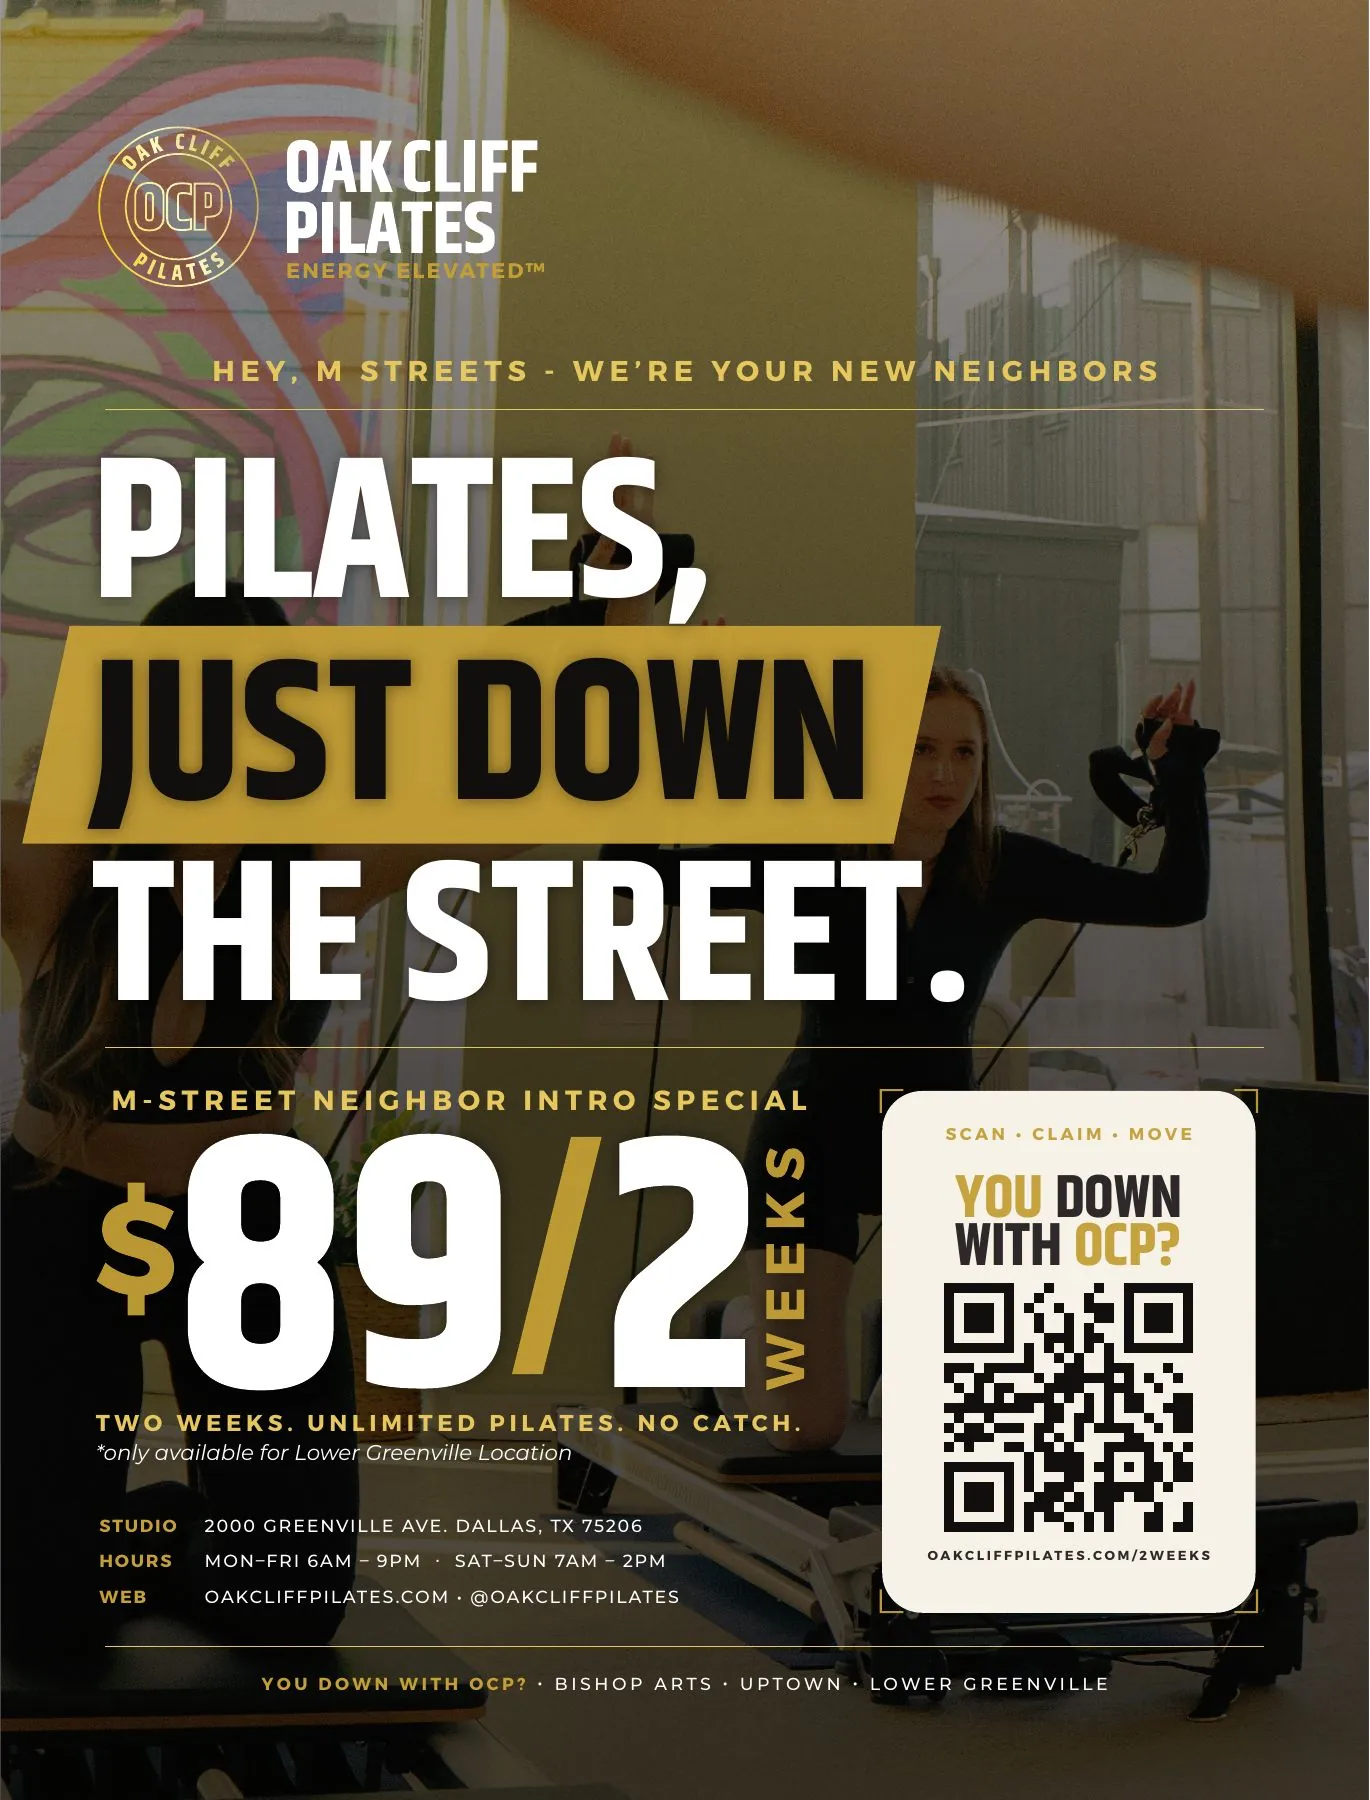 OAK CLIFF
OCP
PILATES
OAK CLIFF
PILATES
ENERGY ELEVATED™
HEY, M STREETS - WE’RE YOUR NEW NEIGHBORS
PILATES,
JUST DOWN
THE STREET.
M-STREET NEIGHBOR INTRO SPECIAL
$89/2 WEEKS
TWO WEEKS. UNLIMITED PILATES. NO CATCH.
*only available for Lower Greenville Location
STUDIO 2000 GREENVILLE AVE. DALLAS, TX 75206
HOURS MON–FRI 6AM – 9PM · SAT–SUN 7AM – 2PM
WEB OAKCLIFFPILATES.COM • @OAKCLIFFPILATES
SCAN • CLAIM • MOVE
YOU DOWN
WITH OCP?
OAKCLIFFPILATES.COM/2WEEKS
YOU DOWN WITH OCP? • BISHOP ARTS • UPTOWN • LOWER GREENVILLE